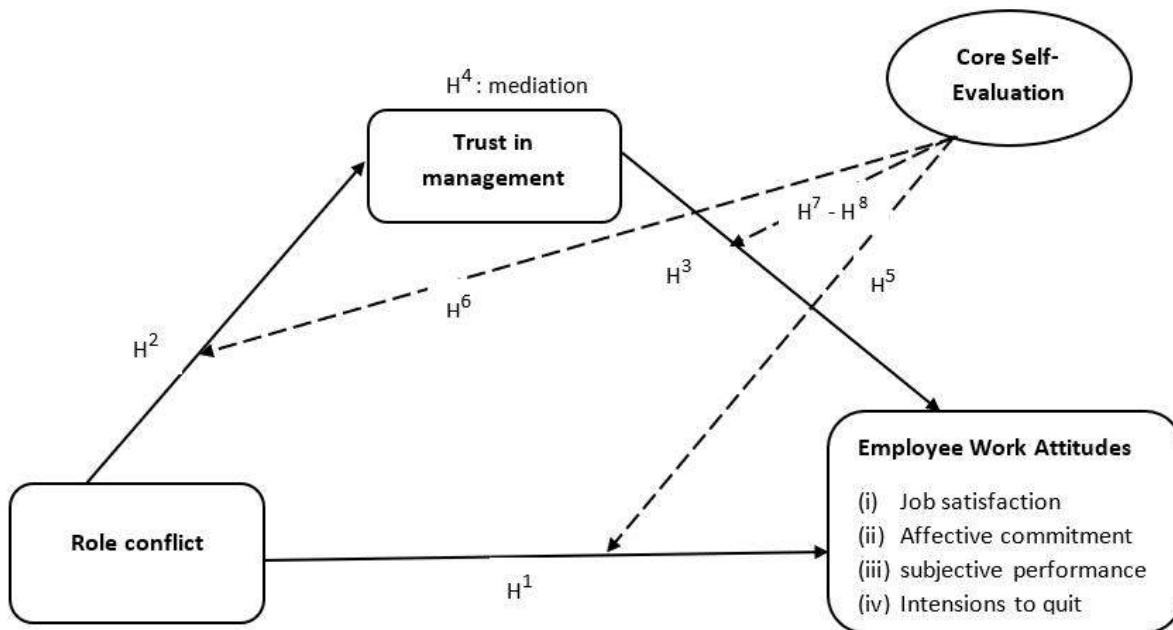 Core Self-
Evaluation
H⁴ : mediation
Trust in
management
H⁷ - H⁸
H³
H⁵
H⁶
H²
Employee Work Attitudes
(i) Job satisfaction
(ii) Affective commitment
(iii) subjective performance
(iv) Intensions to quit
Role conflict
H¹